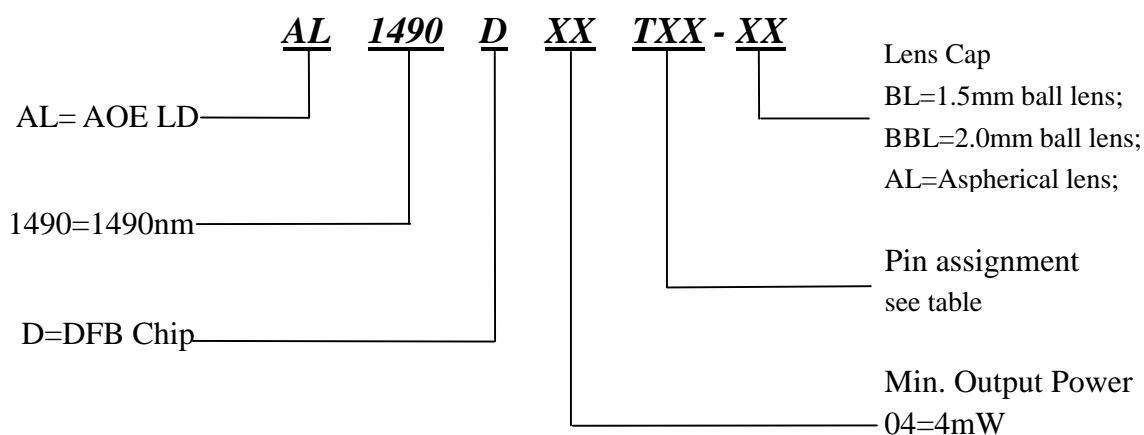 AL 1490 D XX TXX - XX
Lens Cap
BL=1.5mm ball lens;
BBL=2.0mm ball lens;
AL=Aspherical lens;
AL= AOE LD
1490=1490nm
Pin assignment
see table
D=DFB Chip
Min. Output Power
04=4mW